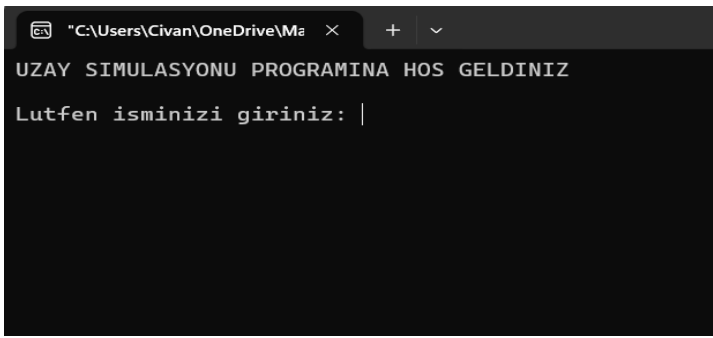 "C:\Users\Civan\OneDrive\Ma
UZAY SIMULASYONU PROGRAMINA HOS GELDINIZ
Lutfen isminizi giriniz: